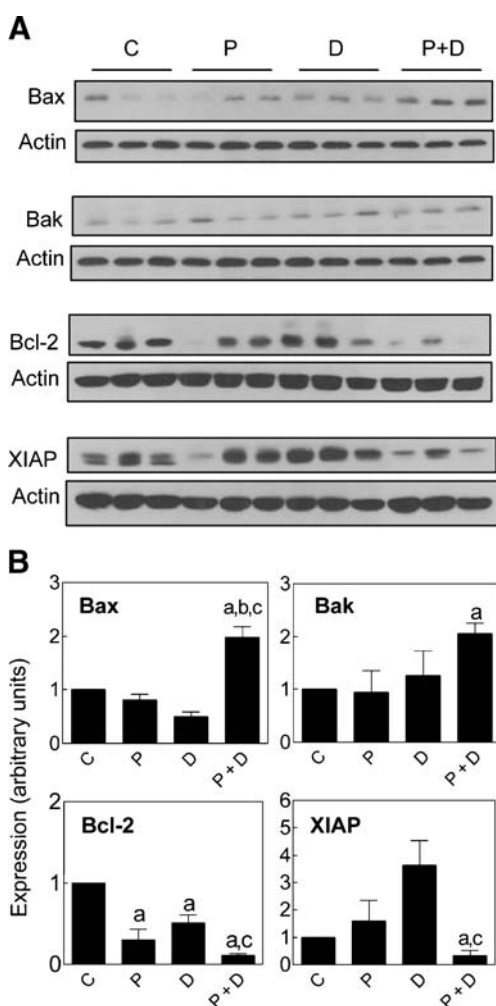 A
C P D P+D
Bax
Actin
Bak
Actin
Bcl-2
Actin
XIAP
Actin
B
Expression (arbitrary units)
Bax
3
2
1
0
a,b,c
C P D P+D
Bak
3
2
1
0
a
C P D P+D
Bcl-2
2
1
0
a a a,c
C P D P+D
XIAP
6
5
4
3
2
1
0
a,c
C P D P+D